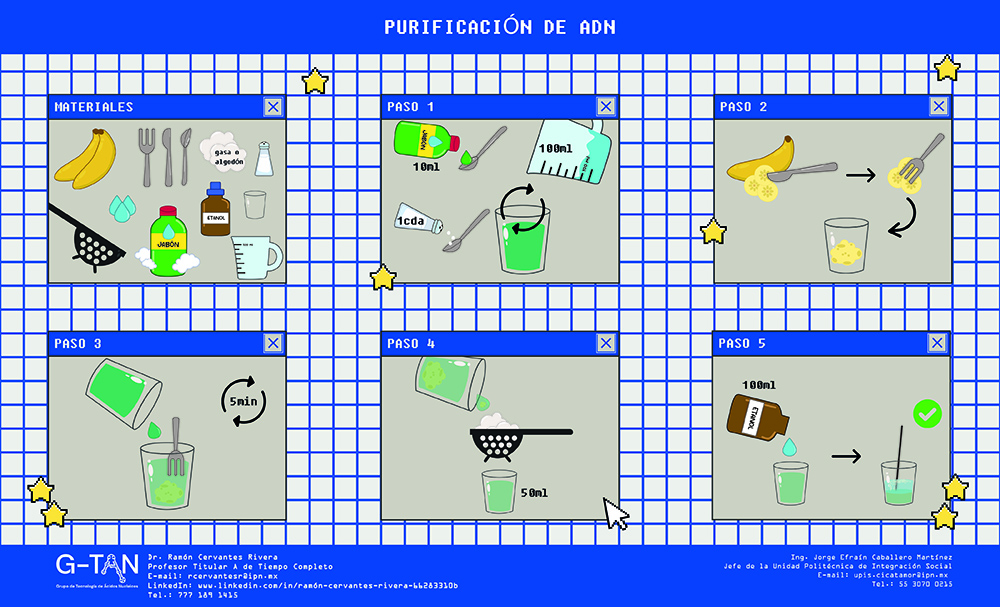 PURIFICACIÓN DE ADN
MATERIALES
gasa o
algodón
ETANOL
JABÓN
100 ml
PASO 1
JABÓN
10ml
100ml
100 ml
1cda
PASO 2
PASO 3
5min
PASO 4
50ml
PASO 5
100ml
ETANOL
G-TAN
Grupo de Tecnología de Ácidos Nucleicos
Dr. Ramón Cervantes Rivera
Profesor Titular A de Tiempo Completo
E-mail: rcervantesr@ipn.mx
LinkedIn: www.linkedin.com/in/ramón-cervantes-rivera-66283310b
Tel.: 777 189 1415
Ing. Jorge Efraín Caballero Martínez
Jefe de la Unidad Politécnica de Integración Social
E-mail: upis.cicatamor@ipn.mx
Tel.: 55 3070 0215